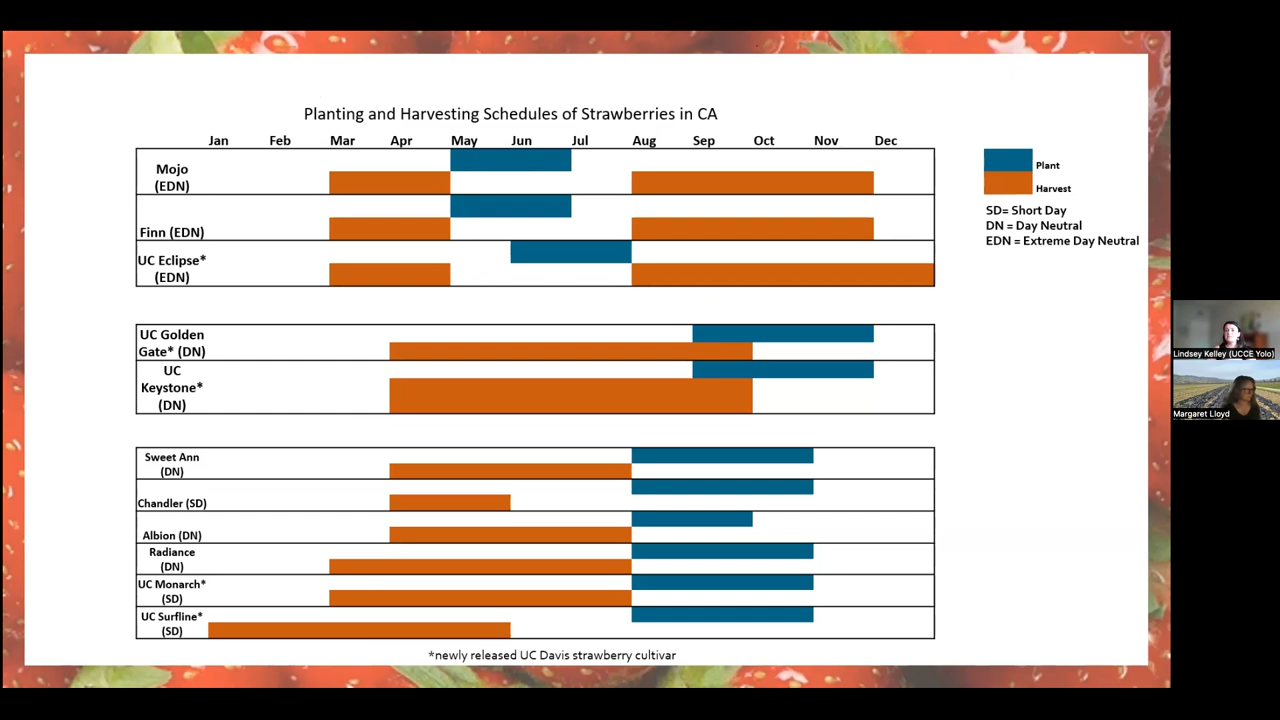 Planting and Harvesting Schedules of Strawberries in CA
Jan Feb Mar Apr May Jun Jul Aug Sep Oct Nov Dec
Mojo
(EDN)
Finn (EDN)
UC Eclipse*
(EDN)
UC Golden
Gate* (DN)
UC
Keystone*
(DN)
Sweet Ann
(DN)
Chandler (SD)
Albion (DN)
Radiance
(DN)
UC Monarch*
(SD)
UC Surfline*
(SD)
*newly released UC Davis strawberry cultivar
Plant
Harvest
SD= Short Day
DN = Day Neutral
EDN = Extreme Day Neutral
Lindsey Kelley (UCCE Yolo)
Margaret Lloyd